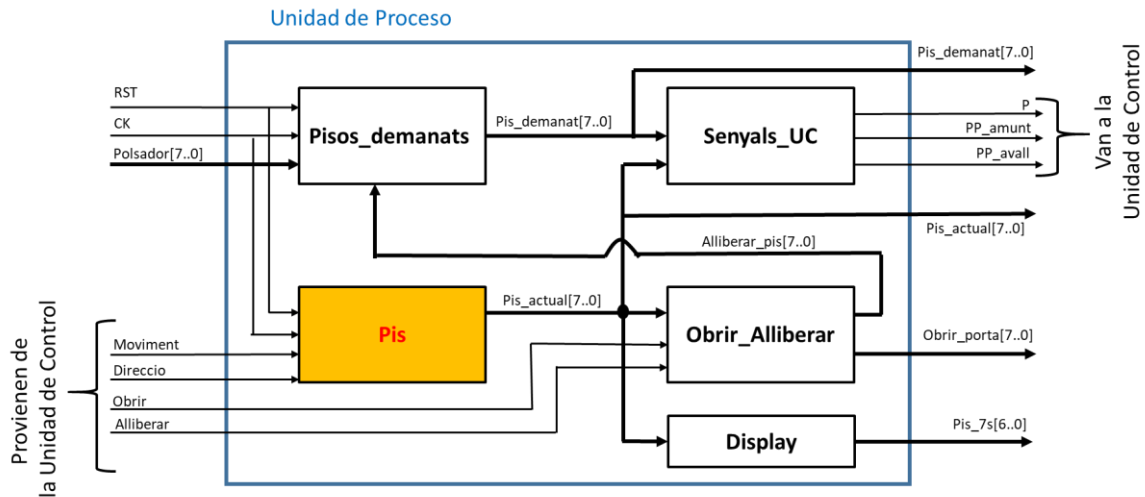 Unidad de Proceso
Pis_demanat[7..0]
RST
CK
Polsador[7..0]
Pisos_demanats
Pis_demanat[7..0]
Senyals_UC
P
PP_amunt
PP_avall
Van a la
Unidad de Control
Pis_actual[7..0]
Alliberar_pis[7..0]
Provienen de
la Unidad de Control
Moviment
Direccio
Obrir
Alliberar
Pis
Pis_actual[7..0]
Obrir_Alliberar
Obrir_porta[7..0]
Display
Pis_7s[6..0]